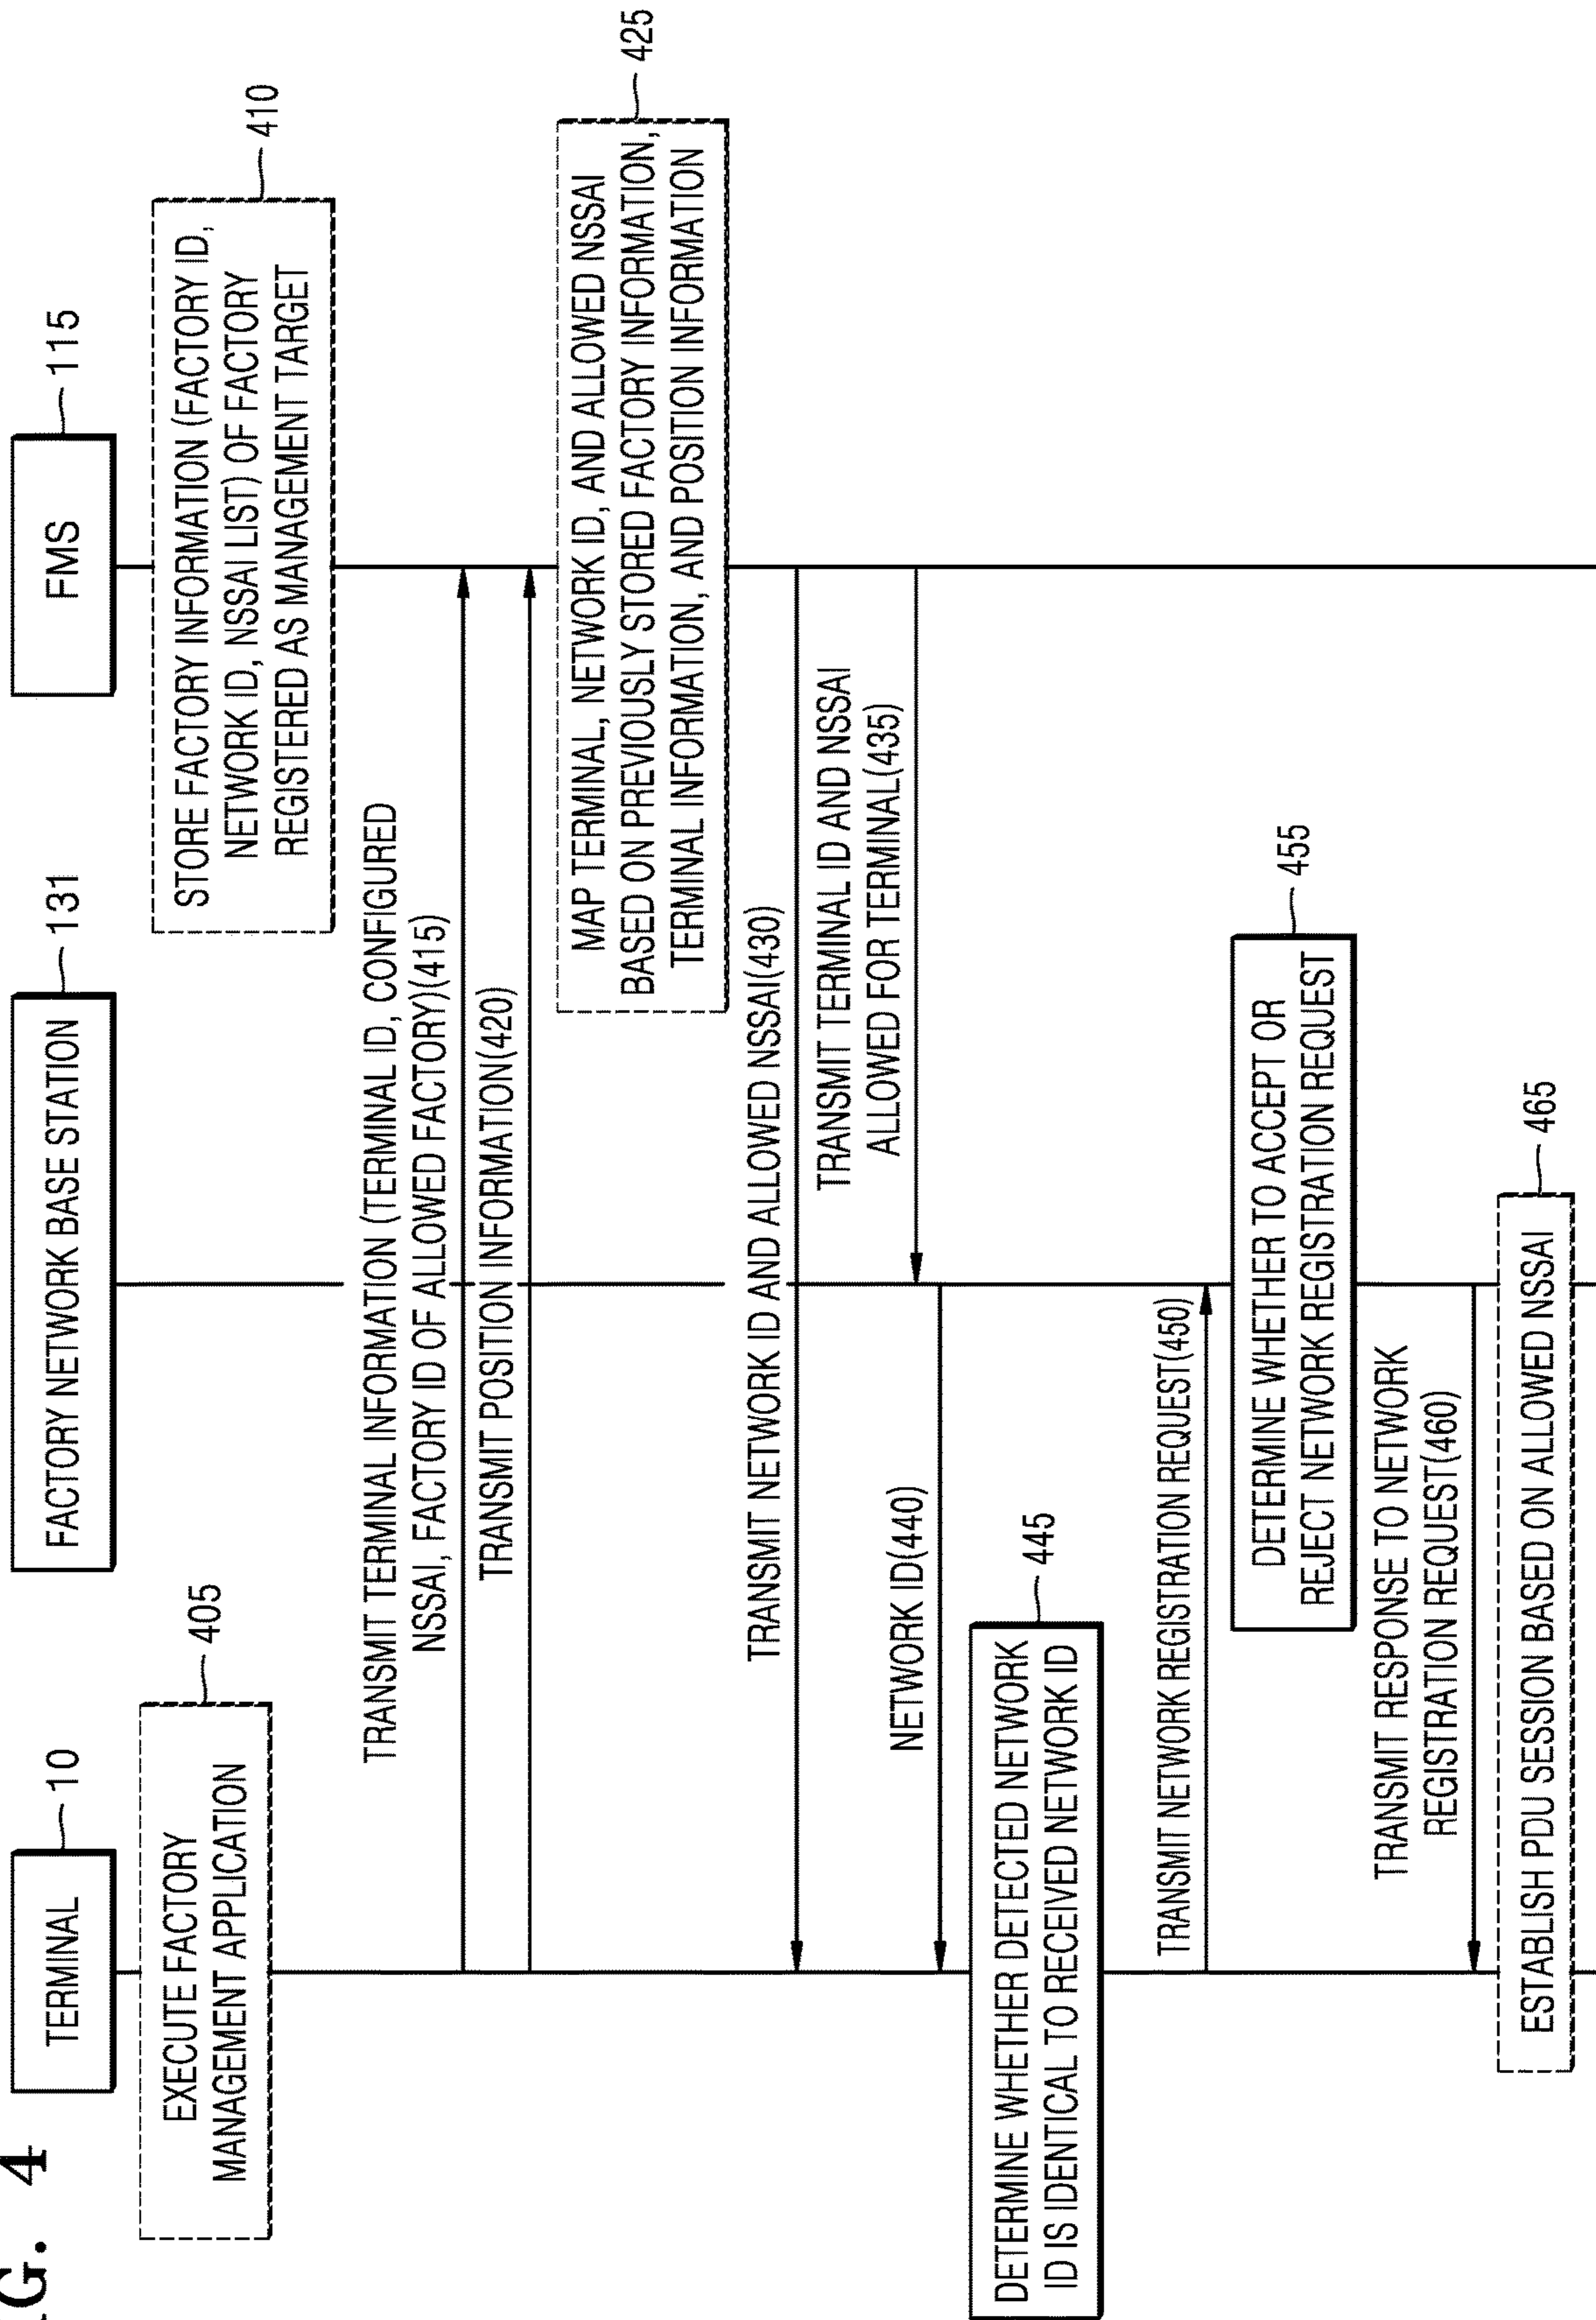 FIG. 4
TERMINAL
10
FACTORY NETWORK BASE STATION
131
FMS
115
EXECUTE FACTORY
MANAGEMENT APPLICATION
405
STORE FACTORY INFORMATION (FACTORY ID,
NETWORK ID, NSSAI LIST) OF FACTORY
REGISTERED AS MANAGEMENT TARGET
410
TRANSMIT TERMINAL INFORMATION (TERMINAL ID, CONFIGURED
NSSAI, FACTORY ID OF ALLOWED FACTORY)(415)
TRANSMIT POSITION INFORMATION(420)
MAP TERMINAL, NETWORK ID, AND ALLOWED NSSAI
BASED ON PREVIOUSLY STORED FACTORY INFORMATION,
TERMINAL INFORMATION, AND POSITION INFORMATION
425
TRANSMIT NETWORK ID AND ALLOWED NSSAI(430)
TRANSMIT TERMINAL ID AND NSSAI
ALLOWED FOR TERMINAL(435)
NETWORK ID(440)
DETERMINE WHETHER DETECTED NETWORK
ID IS IDENTICAL TO RECEIVED NETWORK ID
445
TRANSMIT NETWORK REGISTRATION REQUEST(450)
DETERMINE WHETHER TO ACCEPT OR
REJECT NETWORK REGISTRATION REQUEST
455
TRANSMIT RESPONSE TO NETWORK
REGISTRATION REQUEST(460)
ESTABLISH PDU SESSION BASED ON ALLOWED NSSAI
465